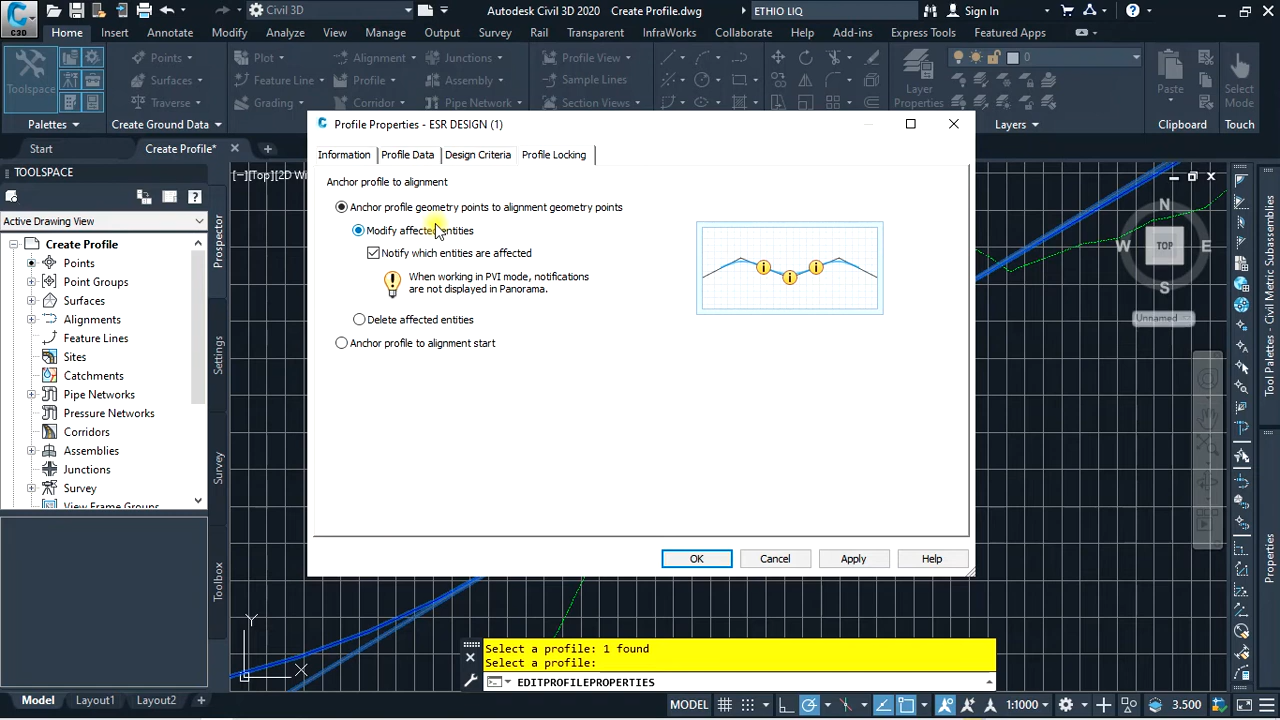 C3D
Civil 3D
Autodesk Civil 3D 2020
Create Profile.dwg
ETHIO LIQ
Sign In
Home
Insert
Annotate
Modify
Analyze
View
Manage
Output
Survey
Rail
Transparent
InfraWorks
Collaborate
Help
Add-ins
Express Tools
Featured Apps
Toolspace
Palettes
Points
Surfaces
Traverse
Create Ground Data
Plot
Feature Line
Grading
Alignment
Profile
Corridor
Junctions
Assembly
Pipe Network
Profile View
Sample Lines
Section Views
Layer
Properties
0
Layers
Paste
Clipboard
Select
Mode
Touch
Start
Create Profile*
TOOLSPACE
Active Drawing View
Create Profile
Points
Point Groups
Surfaces
Alignments
Feature Lines
Sites
Catchments
Pipe Networks
Pressure Networks
Corridors
Assemblies
Junctions
Survey
View Frame Groups
Prospector
Settings
Survey
Toolbox
[−][Top][2D Wi
Profile Properties - ESR DESIGN (1)
Information
Profile Data
Design Criteria
Profile Locking
Anchor profile to alignment
Anchor profile geometry points to alignment geometry points
Modify affected entities
Notify which entities are affected
When working in PVI mode, notifications
are not displayed in Panorama.
Delete affected entities
Anchor profile to alignment start
OK
Cancel
Apply
Help
N
W
TOP
E
S
Unnamed
Tool Palettes - Civil Metric Subassemblies
Properties
Y
X
Select a profile: 1 found
Select a profile:
EDITPROFILEPROPERTIES
Model
Layout1
Layout2
MODEL
1:1000
3.500